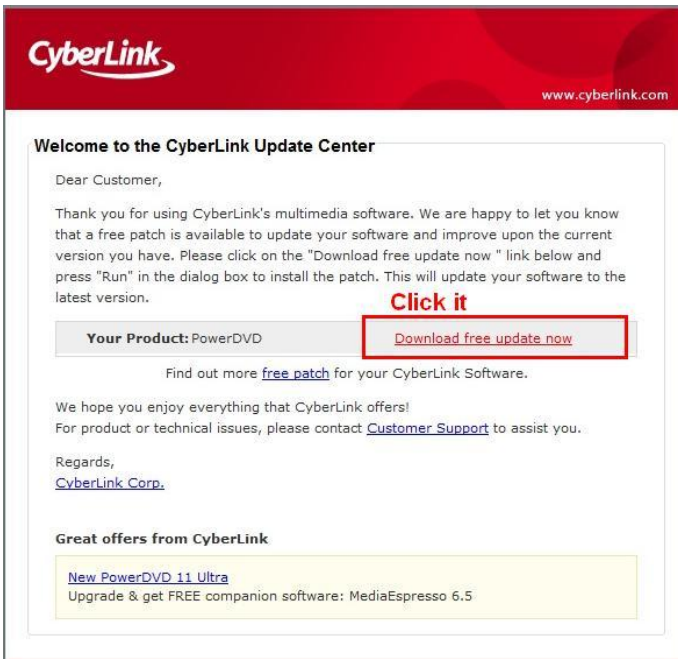 CyberLink
www.cyberlink.com
Welcome to the CyberLink Update Center
Dear Customer,
Thank you for using CyberLink's multimedia software. We are happy to let you know
that a free patch is available to update your software and improve upon the current
version you have. Please click on the "Download free update now " link below and
press "Run" in the dialog box to install the patch. This will update your software to the
latest version.
Click it
Your Product: PowerDVD Download free update now
Find out more free patch for your CyberLink Software.
We hope you enjoy everything that CyberLink offers!
For product or technical issues, please contact Customer Support to assist you.
Regards,
CyberLink Corp.
Great offers from CyberLink
New PowerDVD 11 Ultra
Upgrade & get FREE companion software: MediaEspresso 6.5